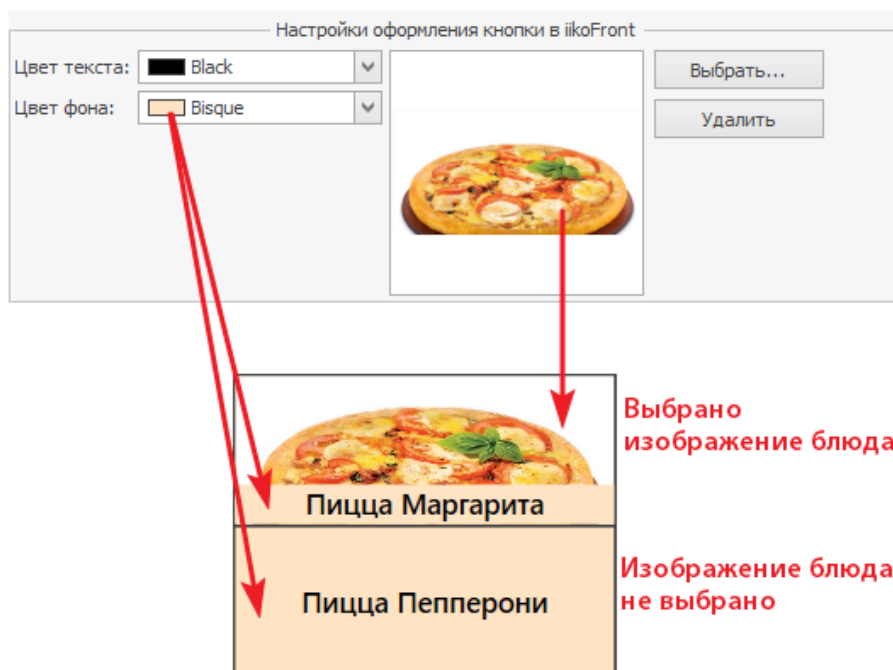 Настройки оформления кнопки в iikoFront
Цвет текста: Black
Выбрать...
Цвет фона: Bisque
Удалить
Выбрано
изображение блюда
Пицца Маргарита
Изображение блюда
не выбрано
Пицца Пепперони